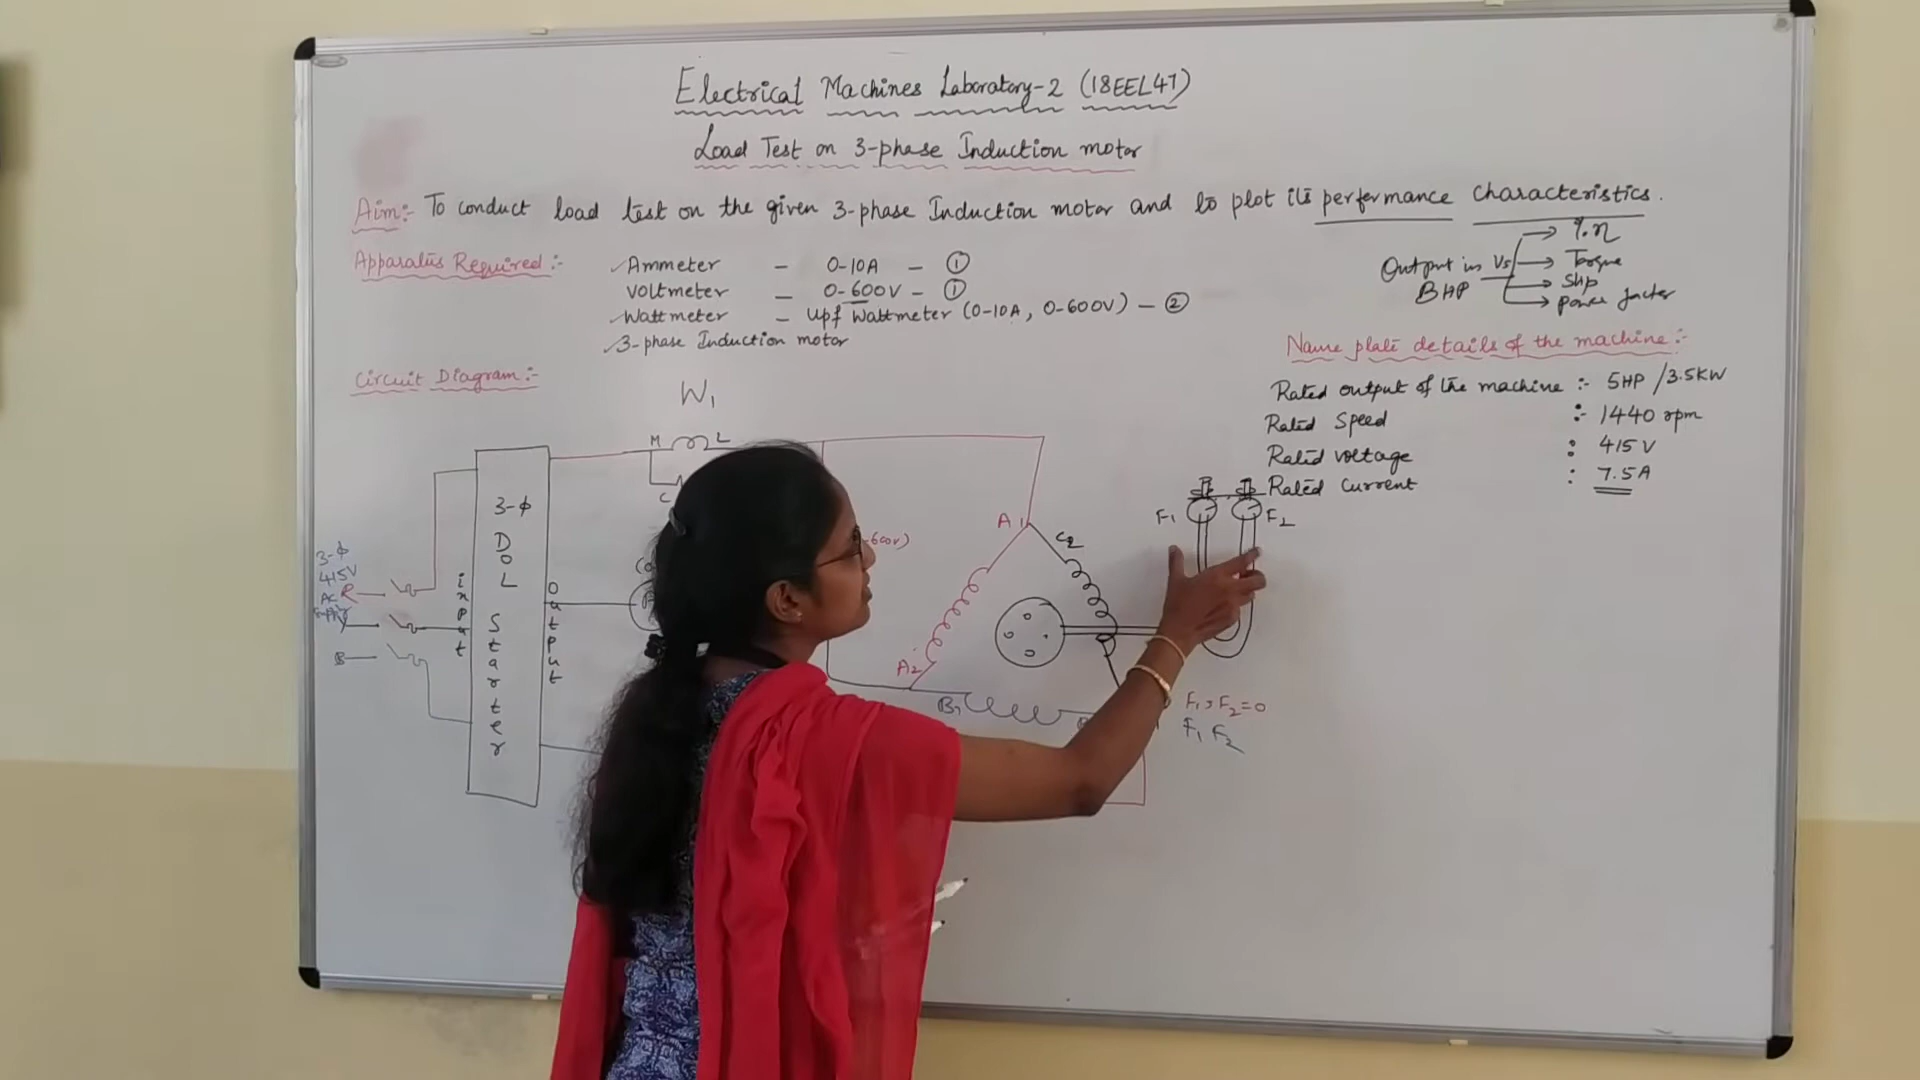 Electrical Machines Laboratory-2 (18EEL47)
Load Test on 3-phase Induction motor
Aim:- To conduct load test on the given 3-phase Induction motor and to plot its performance characteristics.
Apparatus Required:-
Ammeter - 0-10A - 1
Voltmeter - 0-600V - 1
Wattmeter - upf Wattmeter (0-10A, 0-600V) - 2
3-phase Induction motor
Output in Vs
BHP
%η
Torque
Slip
Power factor
Name plate details of the machine:-
Rated output of the machine :- 5HP /3.5KW
Rated Speed :- 1440 rpm
Rated voltage : 415 V
Rated Current : 7.5A
Circuit Diagram:-
W1
M L
C
3-φ
415V
AC
Supply
R
Y
B
input
3-φ
DOL
Starter
Output
-600V)
A1
C2
A2
B1
F1
F2
F1, F2=0
F1 F2